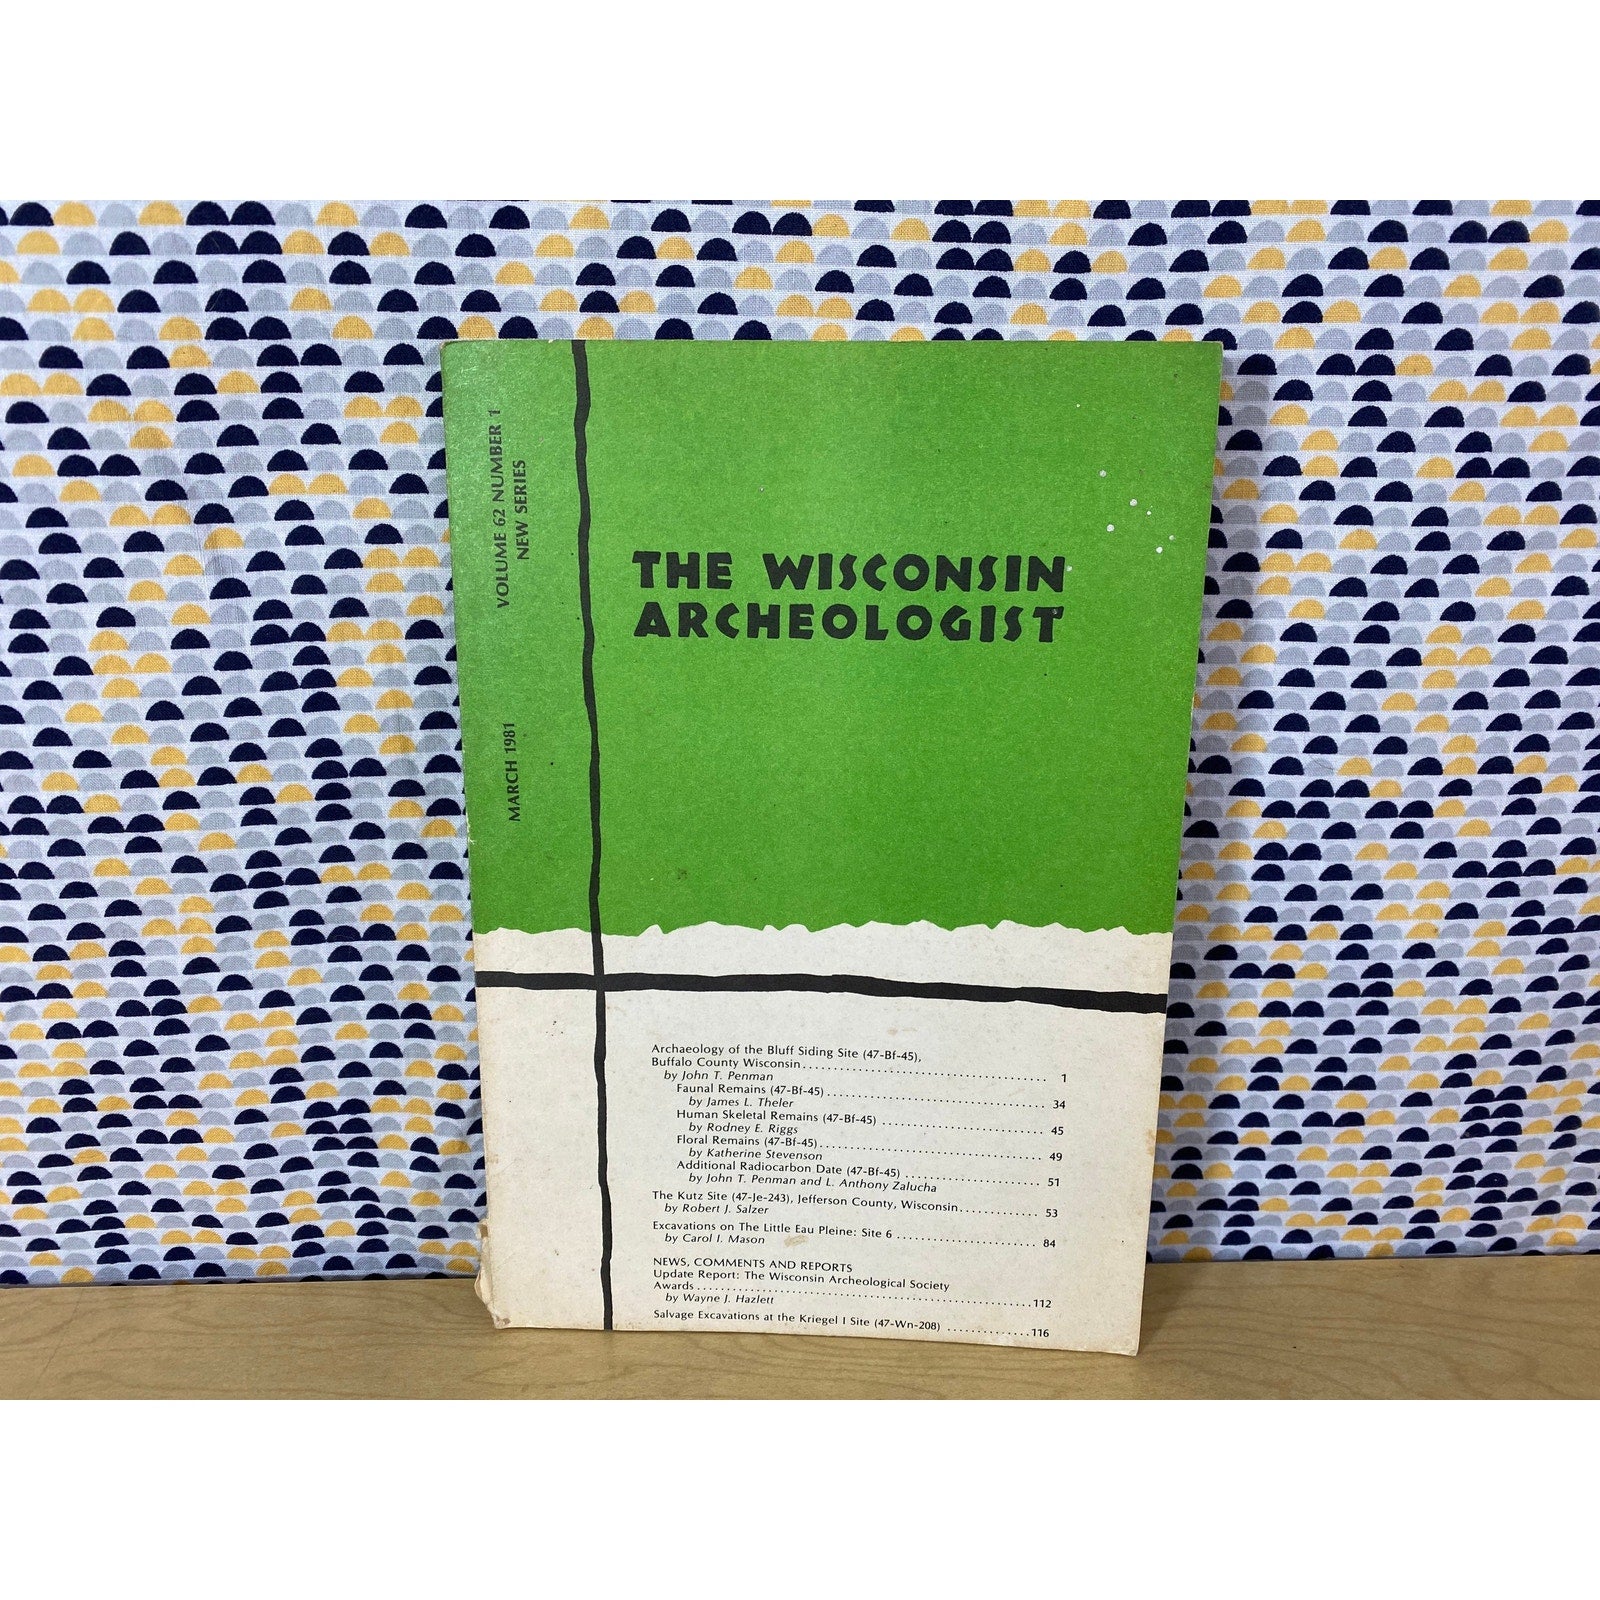 VOLUME 62 NUMBER 1
NEW SERIES
MARCH 1981
THE WISCONSIN
ARCHEOLOGIST
Archaeology of the Bluff Siding Site (47-Bf-45),
Buffalo County Wisconsin.................................. 1
by John T. Penman
Faunal Remains (47-Bf-45)............................... 34
by James L. Theler
Human Skeletal Remains (47-Bf-45) ....................... 45
by Rodney E. Riggs
Floral Remains (47-Bf-45)................................ 49
by Katherine Stevenson
Additional Radiocarbon Date (47-Bf-45) ................... 51
by John T. Penman and L. Anthony Zalucha
The Kutz Site (47-Je-243), Jefferson County, Wisconsin........... 53
by Robert J. Salzer
Excavations on The Little Eau Pleine: Site 6 .................... 84
by Carol I. Mason
NEWS, COMMENTS AND REPORTS
Update Report: The Wisconsin Archeological Society
Awards................................................112
by Wayne J. Hazlett
Salvage Excavations at the Kriegel I Site (47-Wn-208) ..............116